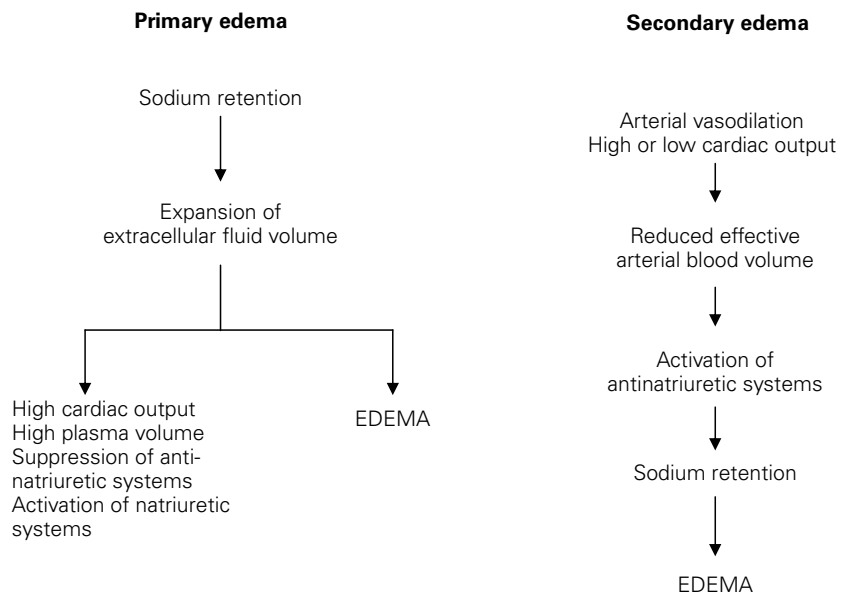 Primary edema
Sodium retention
Expansion of
extracellular fluid volume
High cardiac output
High plasma volume
Suppression of anti-
natriuretic systems
Activation of natriuretic
systems
EDEMA
Secondary edema
Arterial vasodilation
High or low cardiac output
Reduced effective
arterial blood volume
Activation of
antinatriuretic systems
Sodium retention
EDEMA